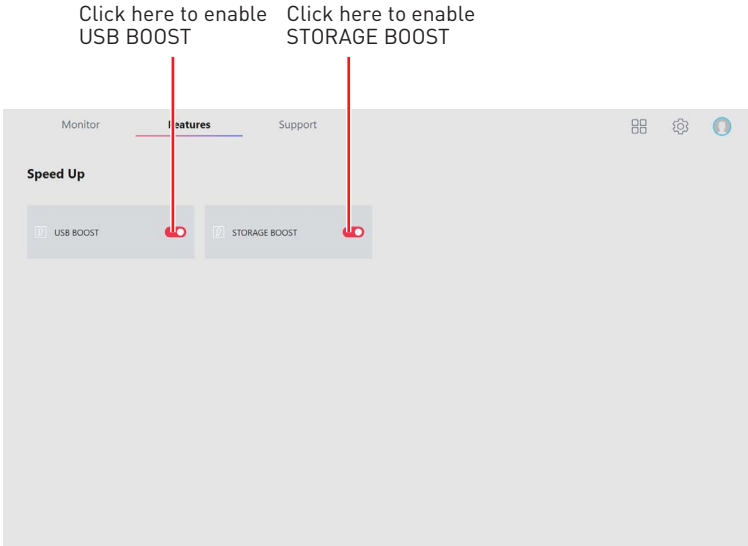 Click here to enable
USB BOOST
Click here to enable
STORAGE BOOST
Monitor
Features
Support
Speed Up
USB BOOST
STORAGE BOOST